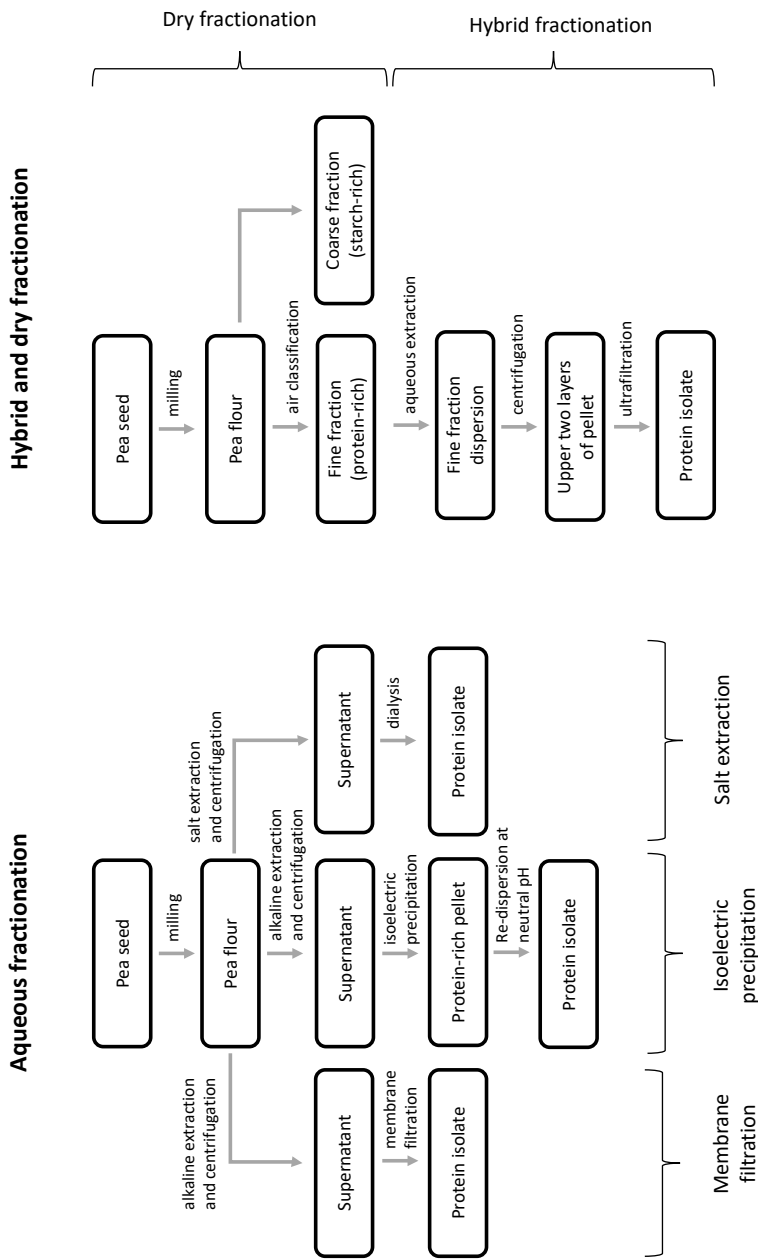 Aqueous fractionation
Pea seed
milling
Pea flour
alkaline extraction
and centrifugation
alkaline extraction
and centrifugation
salt extraction
and centrifugation
Supernatant
Supernatant
Supernatant
membrane
filtration
isoelectric
precipitation
dialysis
Protein isolate
Protein-rich pellet
Protein isolate
Re-dispersion at
neutral pH
Protein isolate
Membrane
filtration
Isoelectric
precipitation
Salt extraction
Hybrid and dry fractionation
Pea seed
milling
Pea flour
air classification
Fine fraction
(protein-rich)
Coarse fraction
(starch-rich)
aqueous extraction
Fine fraction
dispersion
centrifugation
Upper two layers
of pellet
ultrafiltration
Protein isolate
Dry fractionation
Hybrid fractionation